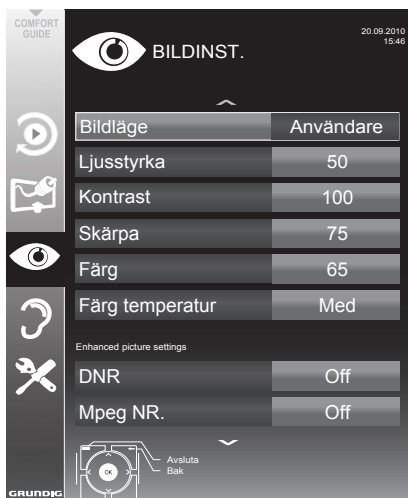 COMFORT
GUIDE
BILDINST.
20.09.2010
15:46
Bildläge Användare
Ljusstyrka 50
Kontrast 100
Skärpa 75
Färg 65
Färg temperatur Med
Enhanced picture settings
DNR Off
Mpeg NR. Off
Avsluta
Bak
OK
GRUNDIG